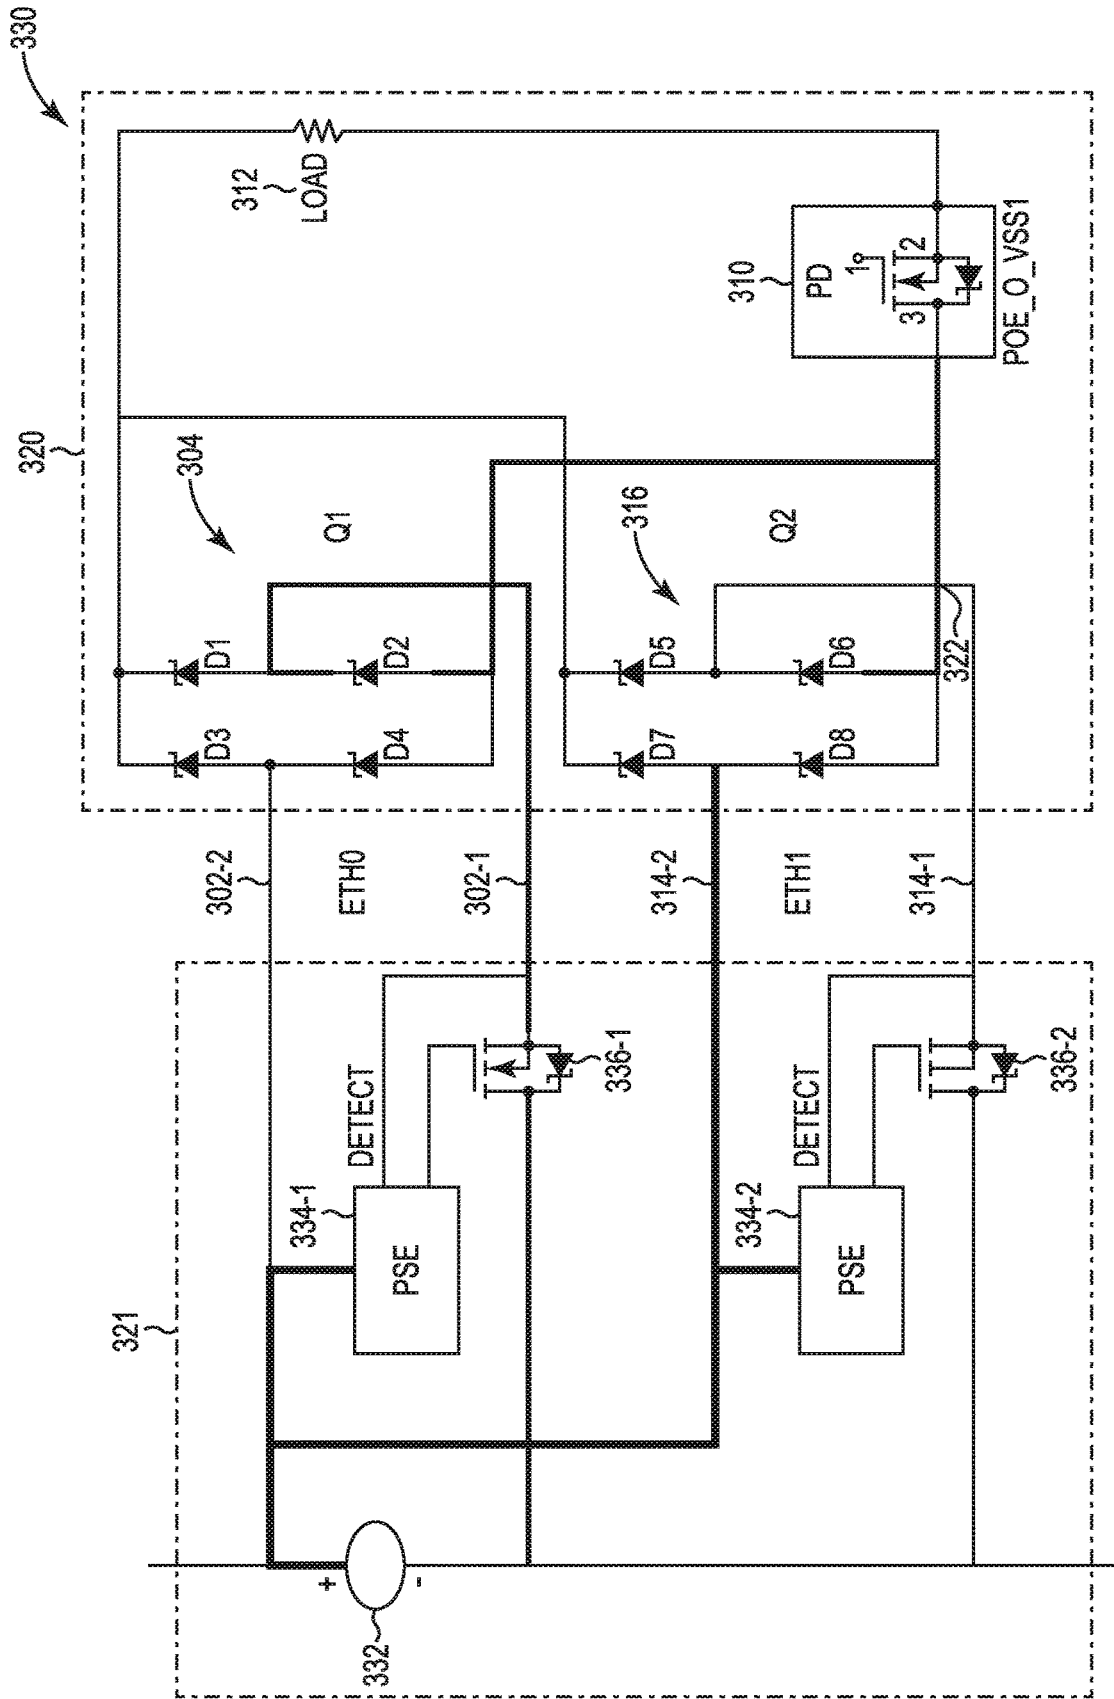 330
320
304
Q1
312
LOAD
310
PD
1
2
3
POE_O_VSS1
316
Q2
322
D1
D2
D3
D4
D5
D6
D7
D8
302-2
ETH0
302-1
314-2
ETH1
314-1
321
DETECT
334-1
PSE
336-1
DETECT
334-2
PSE
336-2
+
-
332